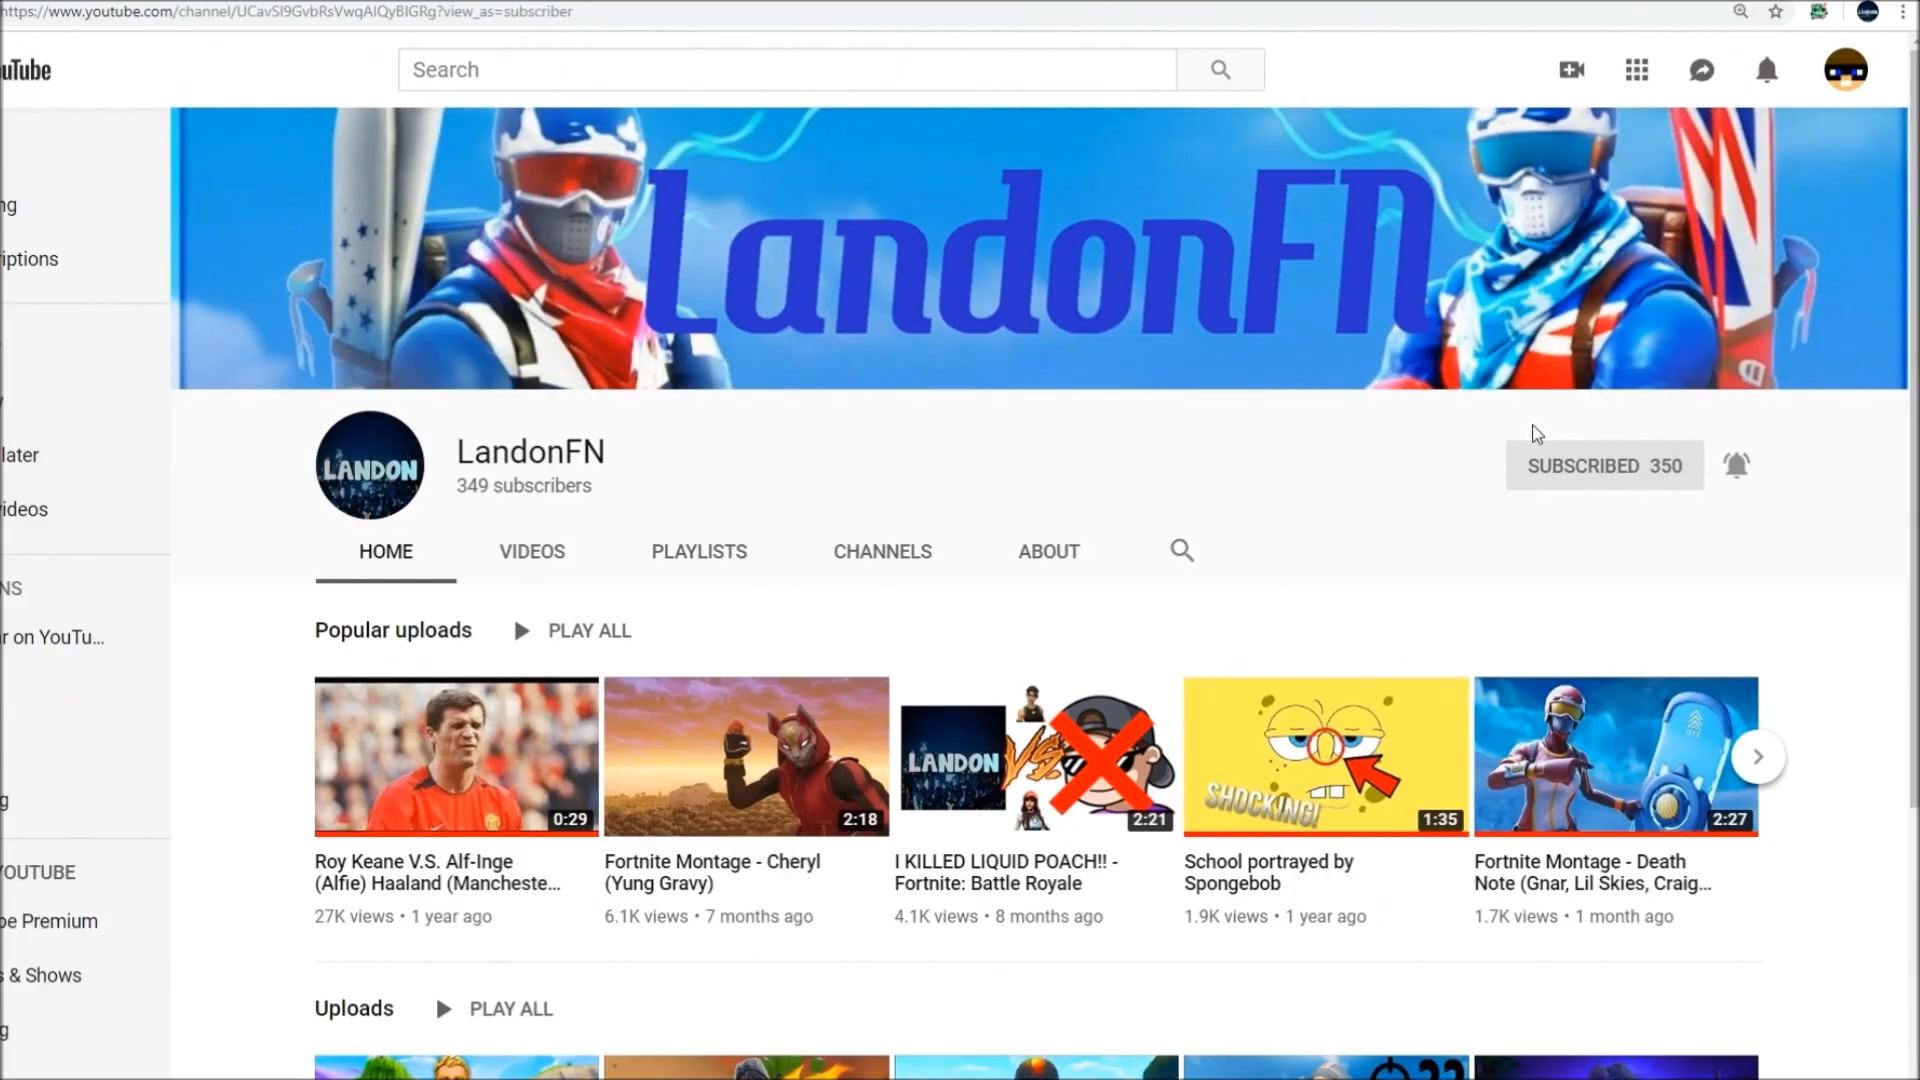 https://www.youtube.com/channel/UCavSI9GvbRsVwqAIQyBIGRg?view_as=subscriber
uTube
Search
LandonFN
ng
iptions
LANDON
LandonFN
349 subscribers
SUBSCRIBED 350
later
ideos
HOME VIDEOS PLAYLISTS CHANNELS ABOUT
NS
r on YouTu...
Popular uploads PLAY ALL
LANDON VS
SHOCKING!
0:29 2:18 2:21 1:35 2:27
g
Roy Keane V.S. Alf-Inge
(Alfie) Haaland (Mancheste...
27K views • 1 year ago
Fortnite Montage - Cheryl
(Yung Gravy)
6.1K views • 7 months ago
I KILLED LIQUID POACH!! -
Fortnite: Battle Royale
4.1K views • 8 months ago
School portrayed by
Spongebob
1.9K views • 1 year ago
Fortnite Montage - Death
Note (Gnar, Lil Skies, Craig...
1.7K views • 1 month ago
OUTUBE
be Premium
s & Shows
g
Uploads PLAY ALL